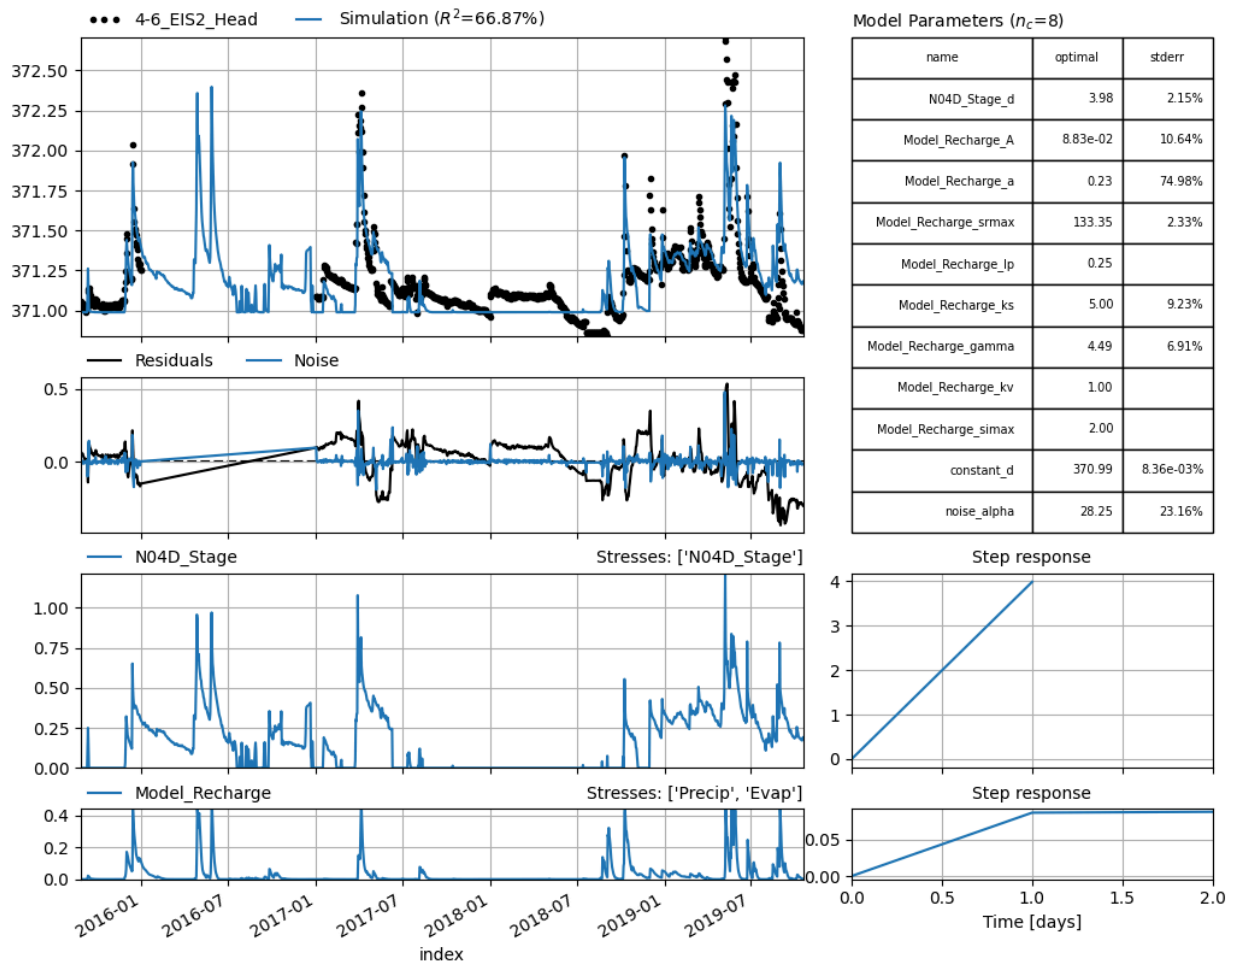 4-6_EIS2_Head Simulation (R²=66.87%)
Model Parameters (n_c=8)
372.50
372.25
372.00
371.75
371.50
371.25
371.00
name optimal stderr
N04D_Stage_d 3.98 2.15%
Model_Recharge_A 8.83e-02 10.64%
Model_Recharge_a 0.23 74.98%
Model_Recharge_srmax 133.35 2.33%
Model_Recharge_lp 0.25
Model_Recharge_ks 5.00 9.23%
Model_Recharge_gamma 4.49 6.91%
Model_Recharge_kv 1.00
Model_Recharge_simax 2.00
constant_d 370.99 8.36e-03%
noise_alpha 28.25 23.16%
Residuals Noise
0.5
0.0
N04D_Stage Stresses: ['N04D_Stage']
1.00
0.75
0.50
0.25
0.00
Step response
4
3
2
1
0
Model_Recharge Stresses: ['Precip', 'Evap']
0.4
0.2
0.0
2016-01 2016-07 2017-01 2017-07 2018-01 2018-07 2019-01 2019-07
index
Step response
0.05
0.00
0.0 0.5 1.0 1.5 2.0
Time [days]